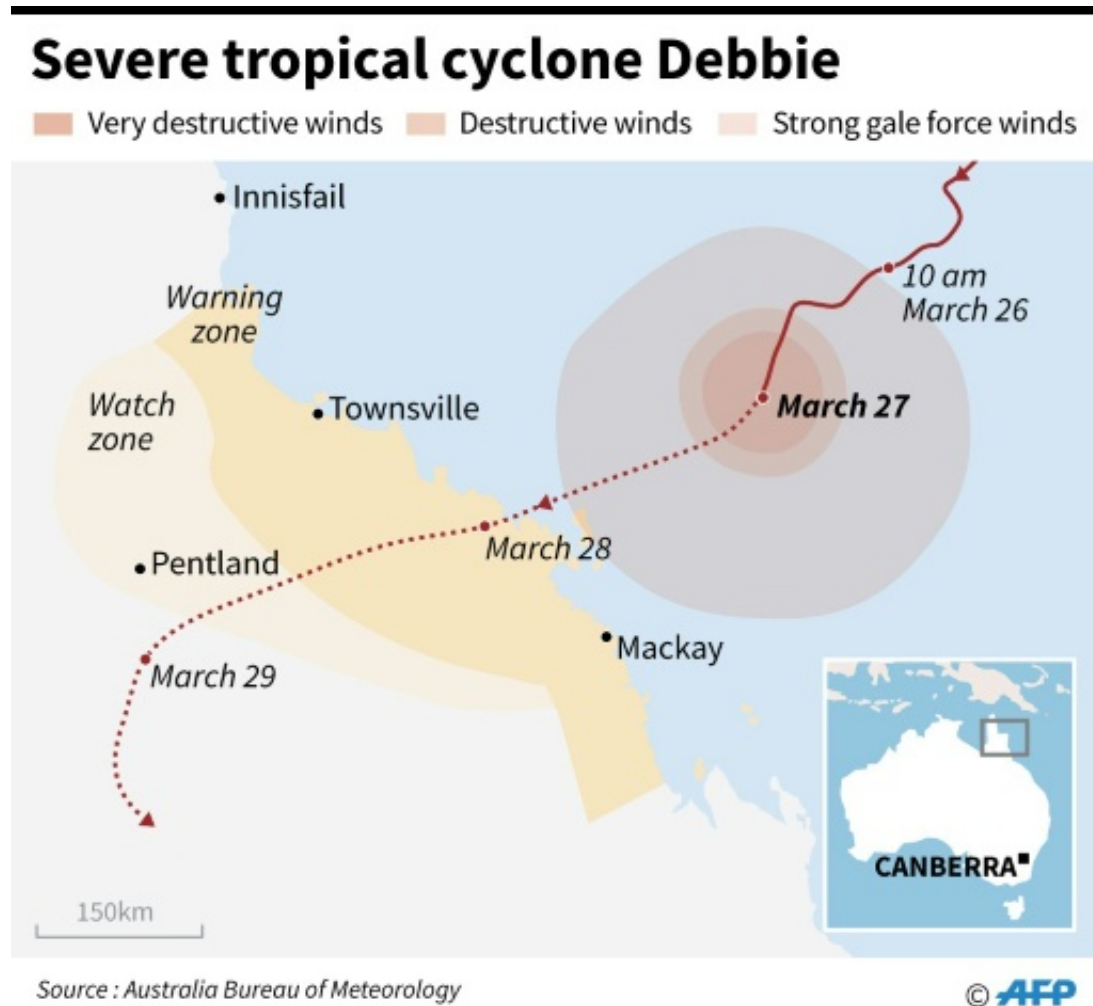 Severe tropical cyclone Debbie
Very destructive winds Destructive winds Strong gale force winds
Innisfail
10 am
March 26
Warning
zone
Watch
zone
Townsville
March 27
March 28
Pentland
Mackay
March 29
CANBERRA
150km
Source : Australia Bureau of Meteorology
© AFP